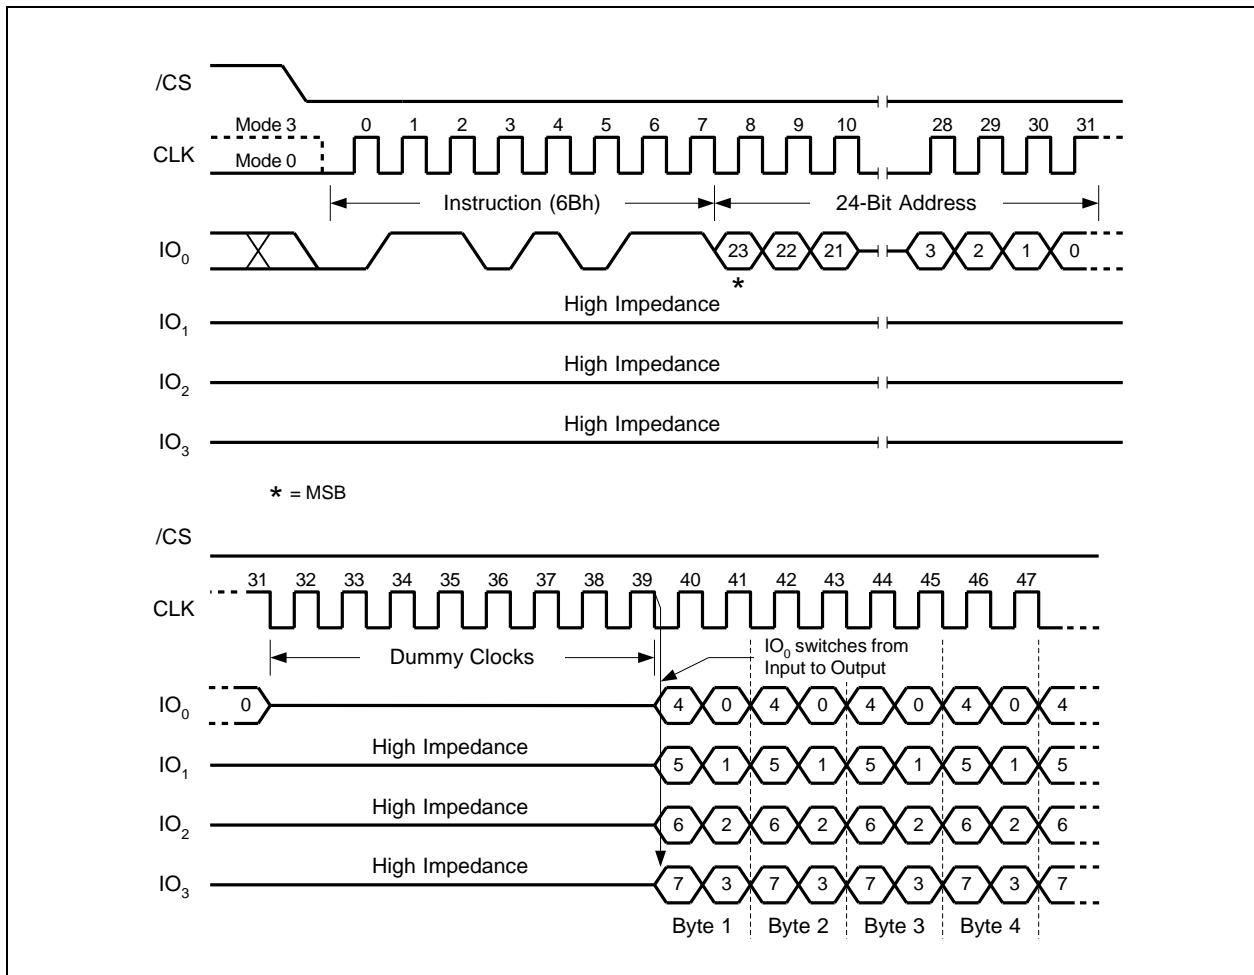 /CS
Mode 3
0 1 2 3 4 5 6 7 8 9 10 28 29 30 31
CLK
Mode 0
Instruction (6Bh) 24-Bit Address
IO0 23 22 21 3 2 1 0
*
High Impedance
IO1
High Impedance
IO2
High Impedance
IO3
* = MSB
/CS
31 32 33 34 35 36 37 38 39 40 41 42 43 44 45 46 47
CLK
Dummy Clocks
IO0 switches from
Input to Output
IO0 0 4 0 4 0 4 0 4 0 4
High Impedance
IO1 5 1 5 1 5 1 5 1 5
High Impedance
IO2 6 2 6 2 6 2 6 2 6
High Impedance
IO3 7 3 7 3 7 3 7 3 7
Byte 1 Byte 2 Byte 3 Byte 4